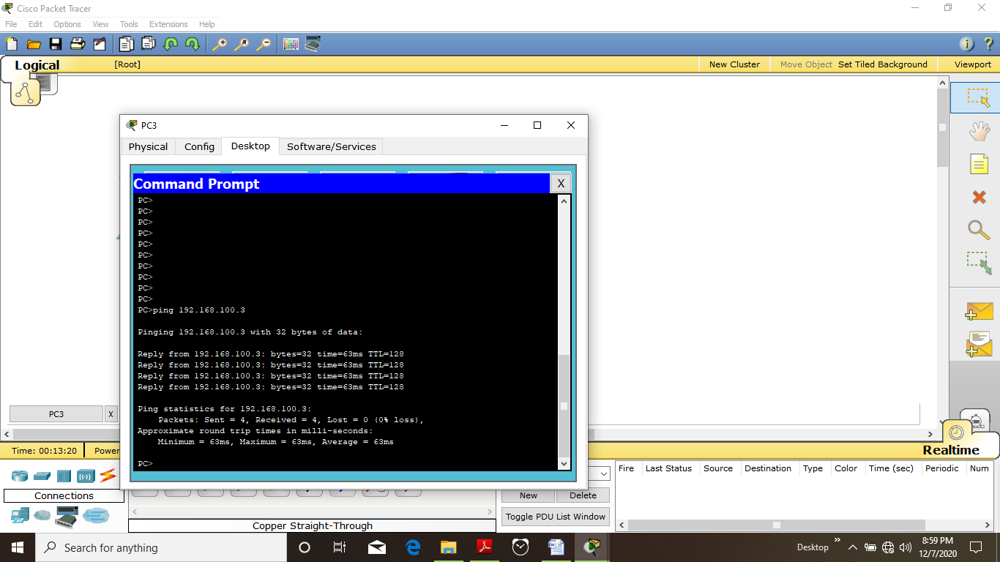 Cisco Packet Tracer
File Edit Options View Tools Extensions Help
Logical [Root] New Cluster Move Object Set Tiled Background Viewport
PC3
Physical Config Desktop Software/Services
Command Prompt X
PC>
PC>
PC>
PC>
PC>
PC>
PC>
PC>
PC>
PC>
PC>ping 192.168.100.3
Pinging 192.168.100.3 with 32 bytes of data:
Reply from 192.168.100.3: bytes=32 time=63ms TTL=128
Reply from 192.168.100.3: bytes=32 time=63ms TTL=128
Reply from 192.168.100.3: bytes=32 time=63ms TTL=128
Reply from 192.168.100.3: bytes=32 time=63ms TTL=128
Ping statistics for 192.168.100.3:
Packets: Sent = 4, Received = 4, Lost = 0 (0% loss),
Approximate round trip times in milli-seconds:
Minimum = 63ms, Maximum = 63ms, Average = 63ms
PC>
PC3 X
Time: 00:13:20 Power
Realtime
Fire Last Status Source Destination Type Color Time (sec) Periodic Num
Connections
New Delete
Toggle PDU List Window
Copper Straight-Through
Search for anything
Desktop
8:59 PM
12/7/2020